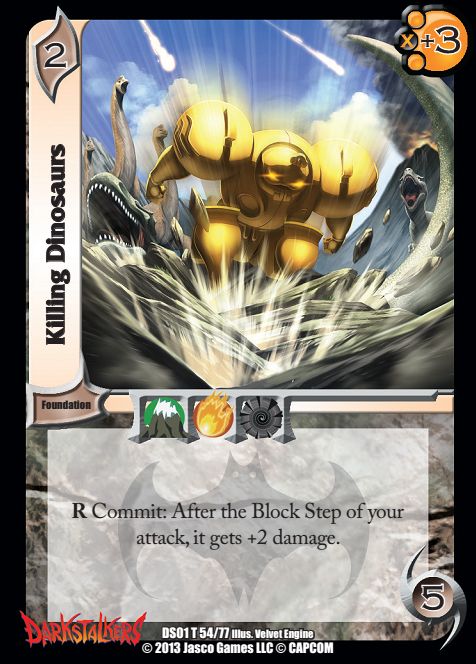 2
X +3
Killing Dinosaurs
Foundation
R Commit: After the Block Step of your
attack, it gets +2 damage.
5
DARKSTALKERS
DS01 T 54/77 Illus. Velvet Engine
© 2013 Jasco Games LLC © CAPCOM